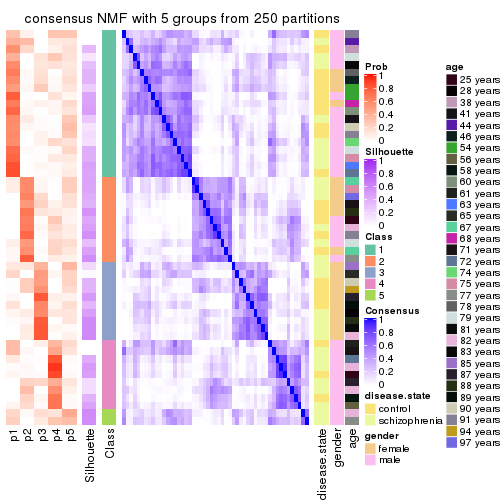 consensus NMF with 5 groups from 250 partitions
Prob
1
0.8
0.6
0.4
0.2
0
Silhouette
1
0.8
0.6
0.4
0.2
0
Class
1
2
3
4
5
Consensus
1
0.8
0.6
0.4
0.2
0
disease.state
control
schizophrenia
gender
female
male
age
25 years
28 years
38 years
41 years
44 years
46 years
54 years
56 years
58 years
60 years
61 years
63 years
65 years
67 years
68 years
71 years
72 years
74 years
75 years
77 years
78 years
79 years
81 years
82 years
83 years
85 years
87 years
88 years
89 years
90 years
91 years
94 years
97 years
p1
p2
p3
p4
p5
Silhouette
Class
disease.state
gender
age